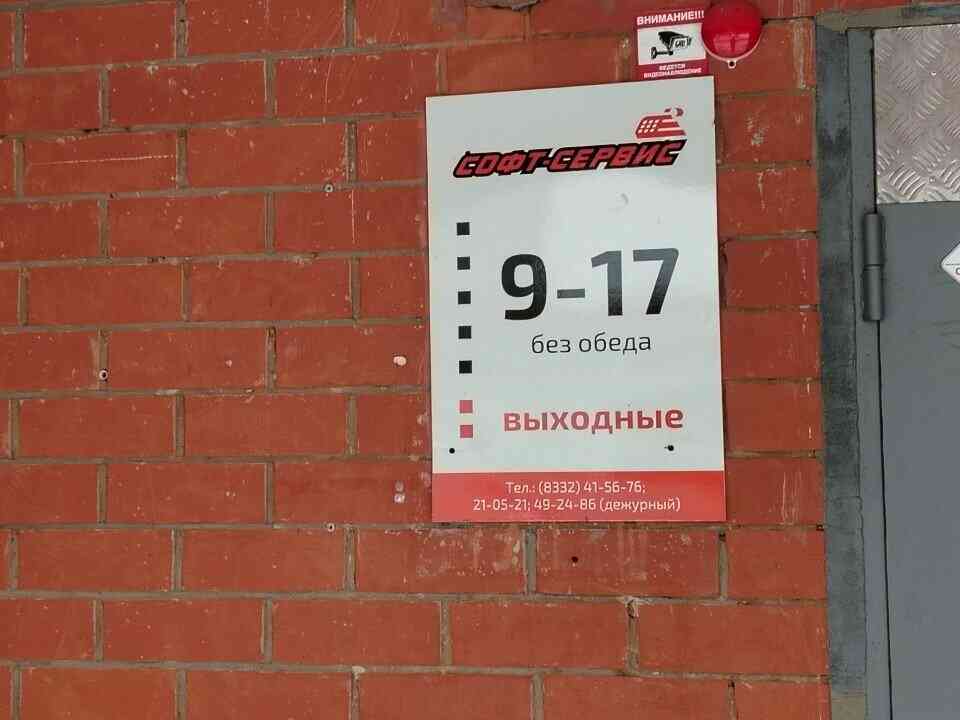 ВНИМАНИЕ!!!
ВЕДЕТСЯ
ВИДЕОНАБЛЮДЕНИЕ
СОФТ-СЕРВИС
9-17
без обеда
выходные
Тел.: (8332) 41-56-76;
21-05-21; 49-24-86 (дежурный)